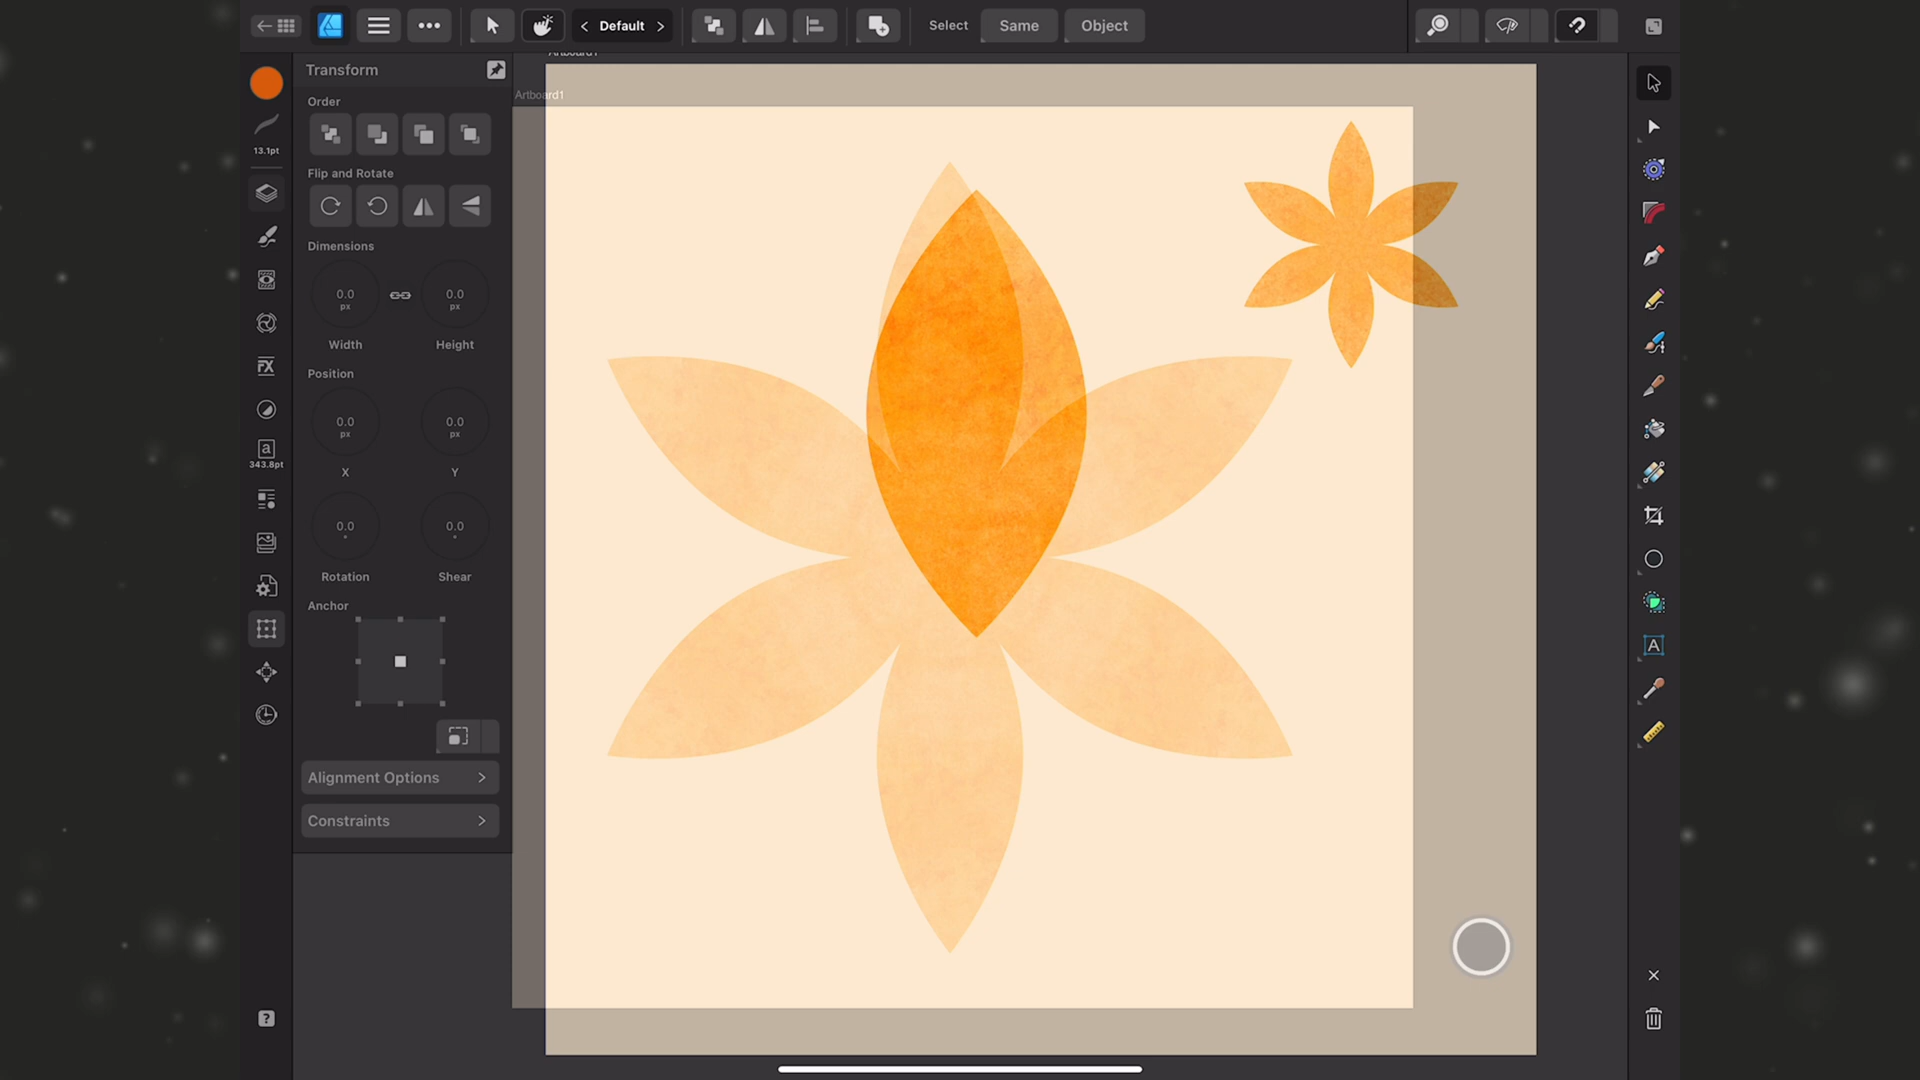 Default
Select
Same
Object
Artboard1
Transform
Artboard1
Order
13.1pt
Flip and Rotate
Dimensions
0.0
px
0.0
px
Width
Height
Position
0.0
px
0.0
px
a
343.8pt
X
Y
0.0
°
0.0
°
Rotation
Shear
Anchor
A
FX
Alignment Options
Constraints
?